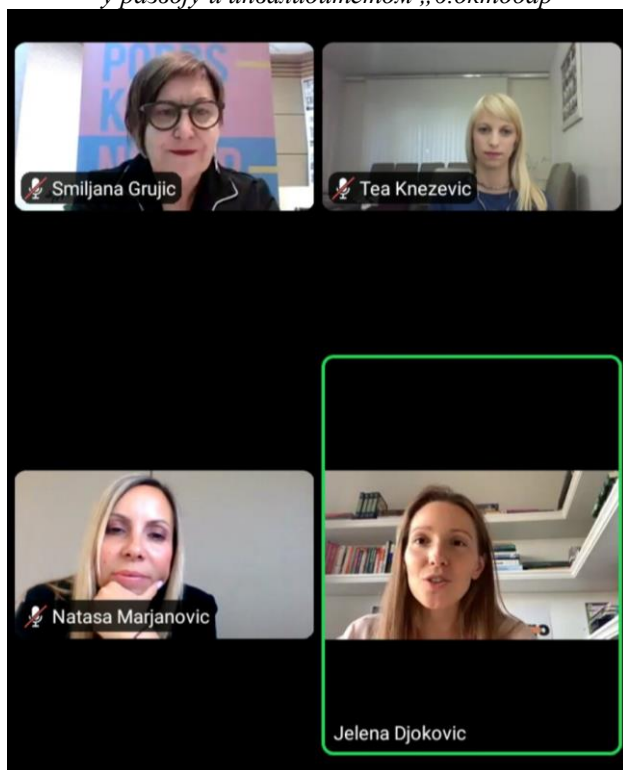 у развоју и инвалидитетом „6.октобар
Smiljana Grujic
Tea Knezevic
Natasa Marjanovic
Jelena Djokovic